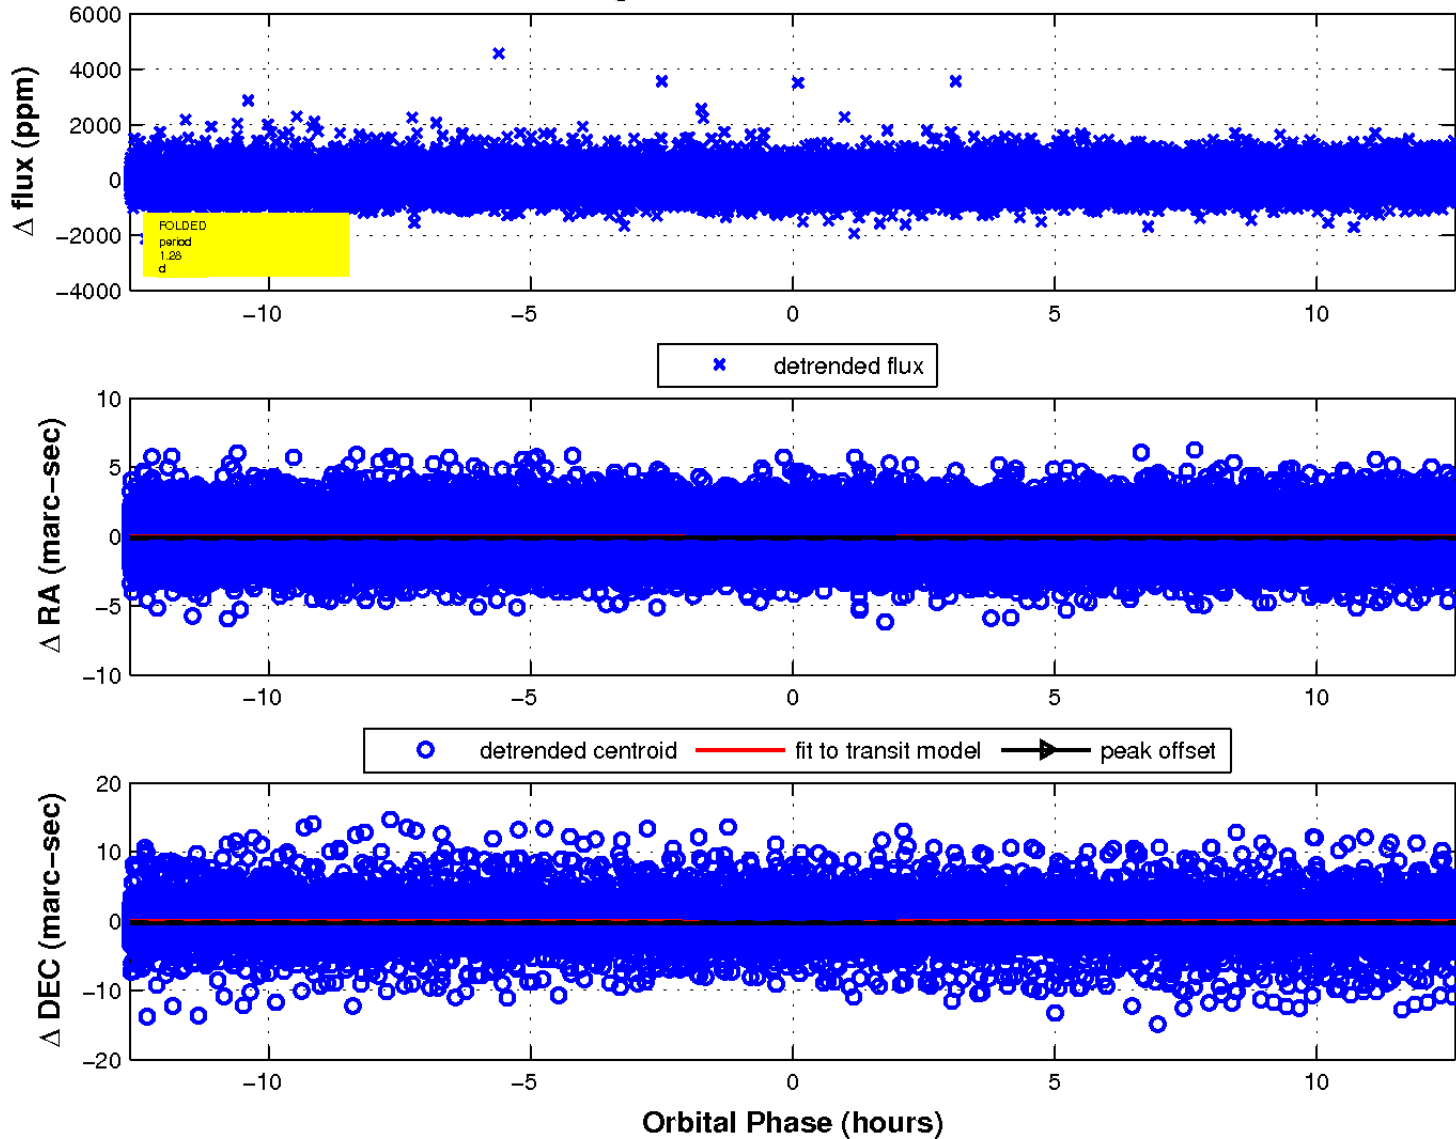 6000
4000
2000
0
−2000
−4000
Δ flux (ppm)
FOLDED
period
1.28
d
−10
−5
0
5
10
detrended flux
10
5
0
−5
−10
Δ RA (marc−sec)
−10
−5
0
5
10
detrended centroid
fit to transit model
peak offset
20
10
0
−10
−20
Δ DEC (marc−sec)
−10
−5
0
5
10
Orbital Phase (hours)